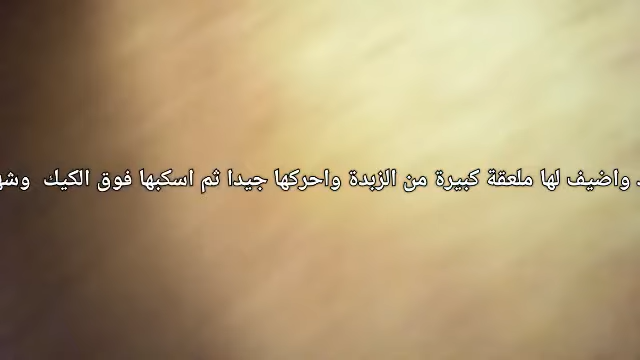 واضيف لها ملعقة كبيرة من الزبدة واحركها جيدا ثم اسكبها فوق الكيك